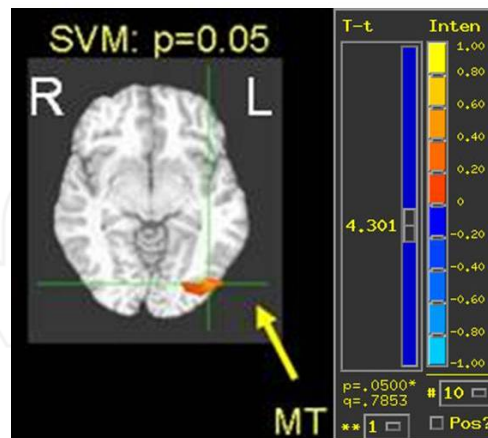 SVM: p=0.05
R L
MT
T-t Inten
1.00
0.80
0.60
0.40
0.20
0
-0.20
-0.40
-0.60
-0.80
-1.00
4.301
p=.0500*
q=.7853
# 10
** 1 Pos?